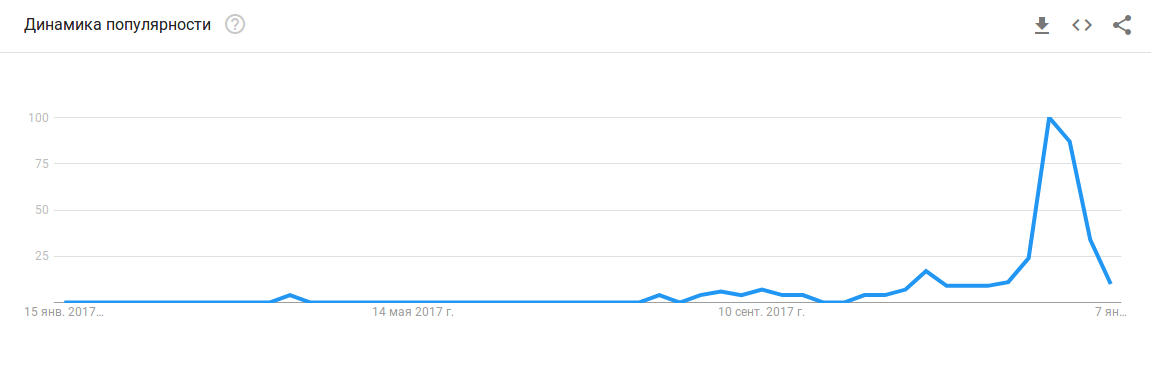 Динамика популярности
100
75
50
25
15 янв. 2017…
14 мая 2017 г.
10 сент. 2017 г.
7 ян…